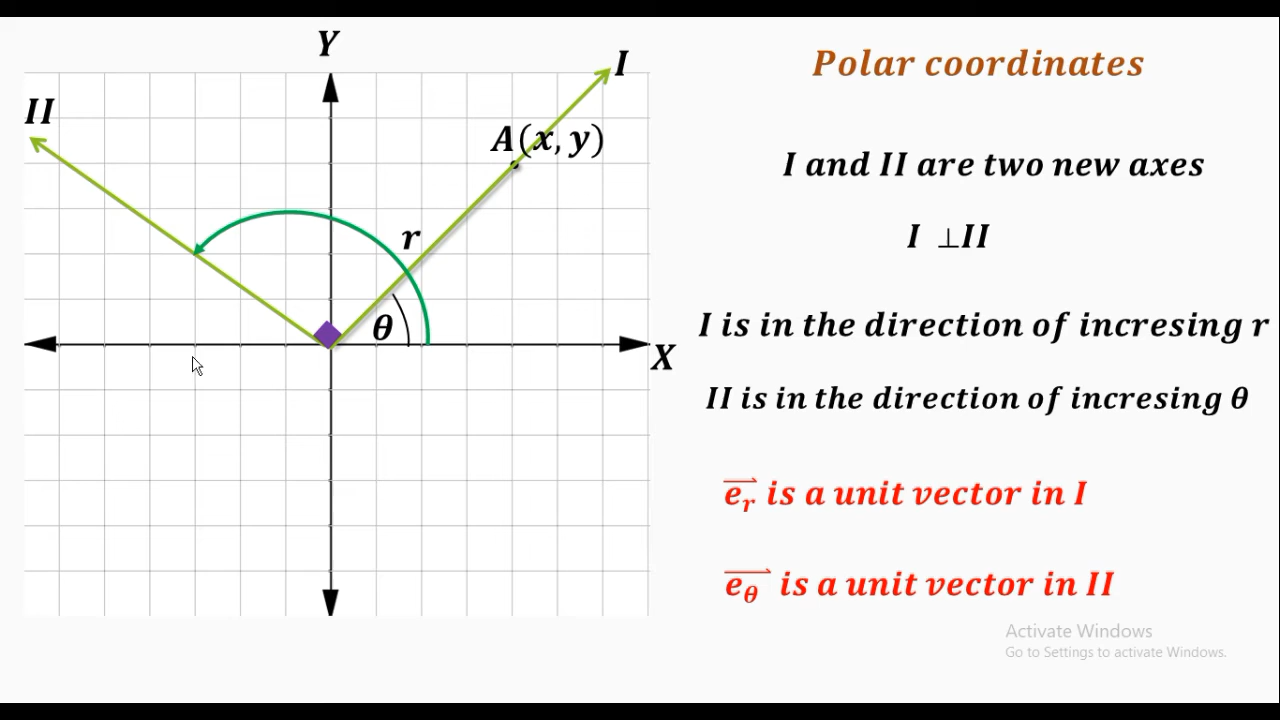 Y
I
Polar coordinates
II
A(x, y)
I and II are two new axes
r
I ⊥II
θ
I is in the direction of incresing r
X
II is in the direction of incresing θ
e⃗r is a unit vector in I
e⃗θ is a unit vector in II
Activate Windows
Go to Settings to activate Windows.